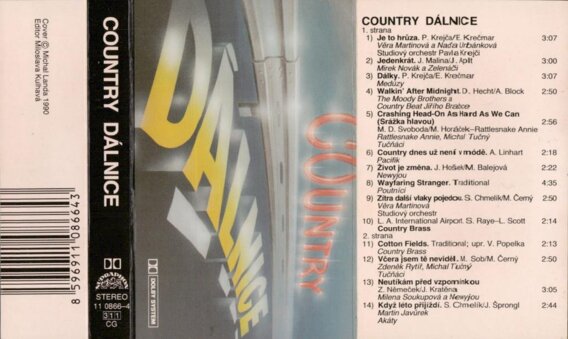 Cover © Michal Landa 1990
Editor Miloslava Kulhavá
8 596911 086643
COUNTRY DÁLNICE
SUPRAPHON
STEREO
11 0866-4
311
CG
DÁLNICE
COUNTRY
DOLBY SYSTEM
COUNTRY DÁLNICE
1. strana
1) Je to hrůza. P. Krejča/E. Krečmar 3:07
Věra Martinová a Naďa Urbánková
Studiový orchestr Pavla Krejči
2) Jedenkrát. J. Malina/J. Aplt 3:00
Mirek Novák a Zelenáči
3) Dálky. P. Krejča/E. Krečmar 3:07
Medúzy
4) Walkin' After Midnight. D. Hecht/A. Block 2:50
The Moody Brothers a
Country Beat Jiřího Brabce
5) Crashing Head-On As Hard As We Can
(Srážka hlavou) 2:56
M. D. Svoboda/M. Horáček-Rattlesnake Annie
Rattlesnake Annie, Michal Tučný
Tučňáci
6) Country dnes už není v módě. A. Linhart 2:18
Pacifik
7) Život je změna. J. Hošek/M. Balejová 2:22
Newyjou
8) Wayfaring Stranger. Traditional 4:35
Poutníci
9) Zítra další vlaky pojedou. S. Chmelík/M. Černý 2:50
Věra Martinová
Studiový orchestr
10) L. A. International Airport. S. Raye–L. Scott 2:14
Country Brass
2. strana
11) Cotton Fields. Traditional; upr. V. Popelka 2:13
Country Brass
12) Včera jsem tě neviděl. M. Sob/M. Černý 2:50
Zdeněk Rytíř, Michal Tučný
Tučňáci
13) Neutíkám před vzpomínkou
Z. Němeček/J. Kratěna 3:05
Milena Soukupová a Newyjou
14) Když léto přijíždí. S. Chmelík/J. Šprongl 2:44
Martin Javůrek
Akáty